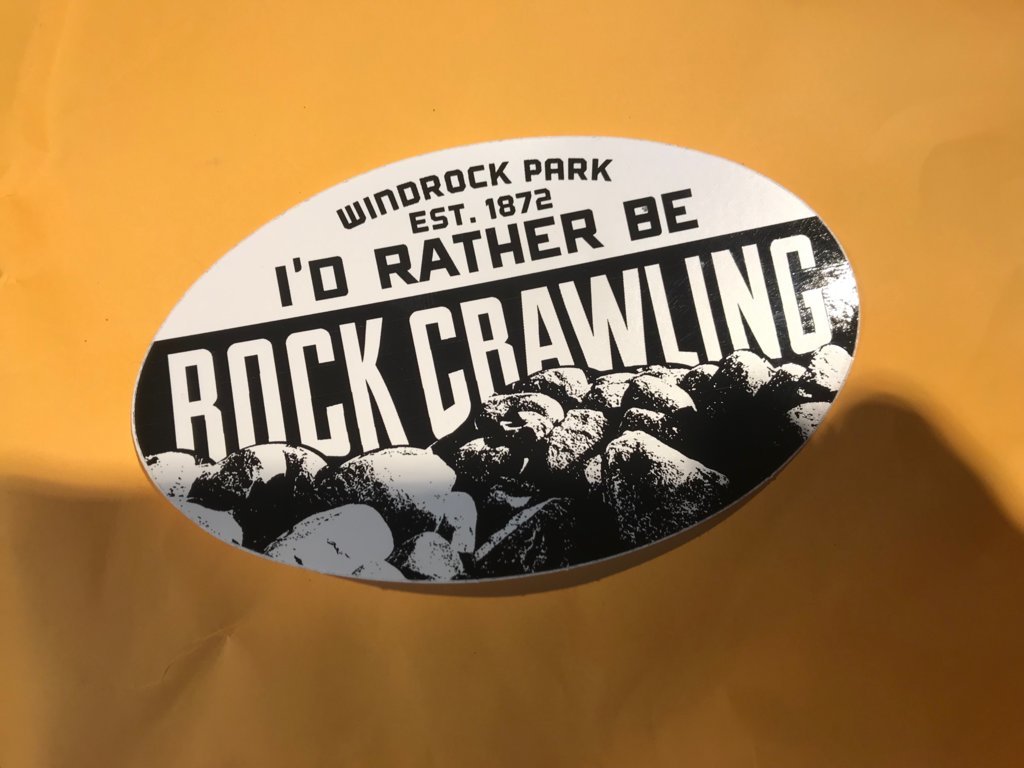 WINDROCK PARK
EST. 1872
I'D RATHER BE
ROCK CRAWLING